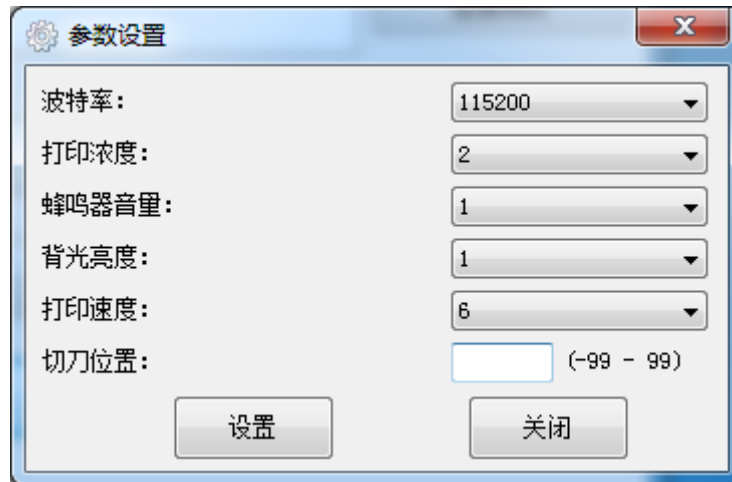 参数设置
波特率： 115200
打印浓度： 2
蜂鸣器音量： 1
背光亮度： 1
打印速度： 6
切刀位置： (-99 - 99)
设置 关闭